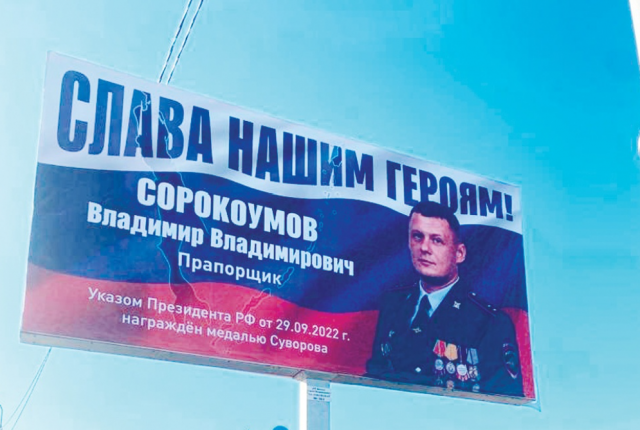 СЛАВА НАШИМ ГЕРОЯМ!
СОРОКОУМОВ
Владимир Владимирович
Прапорщик
Указом Президента РФ от 29.09.2022 г.
награждён медалью Суворова